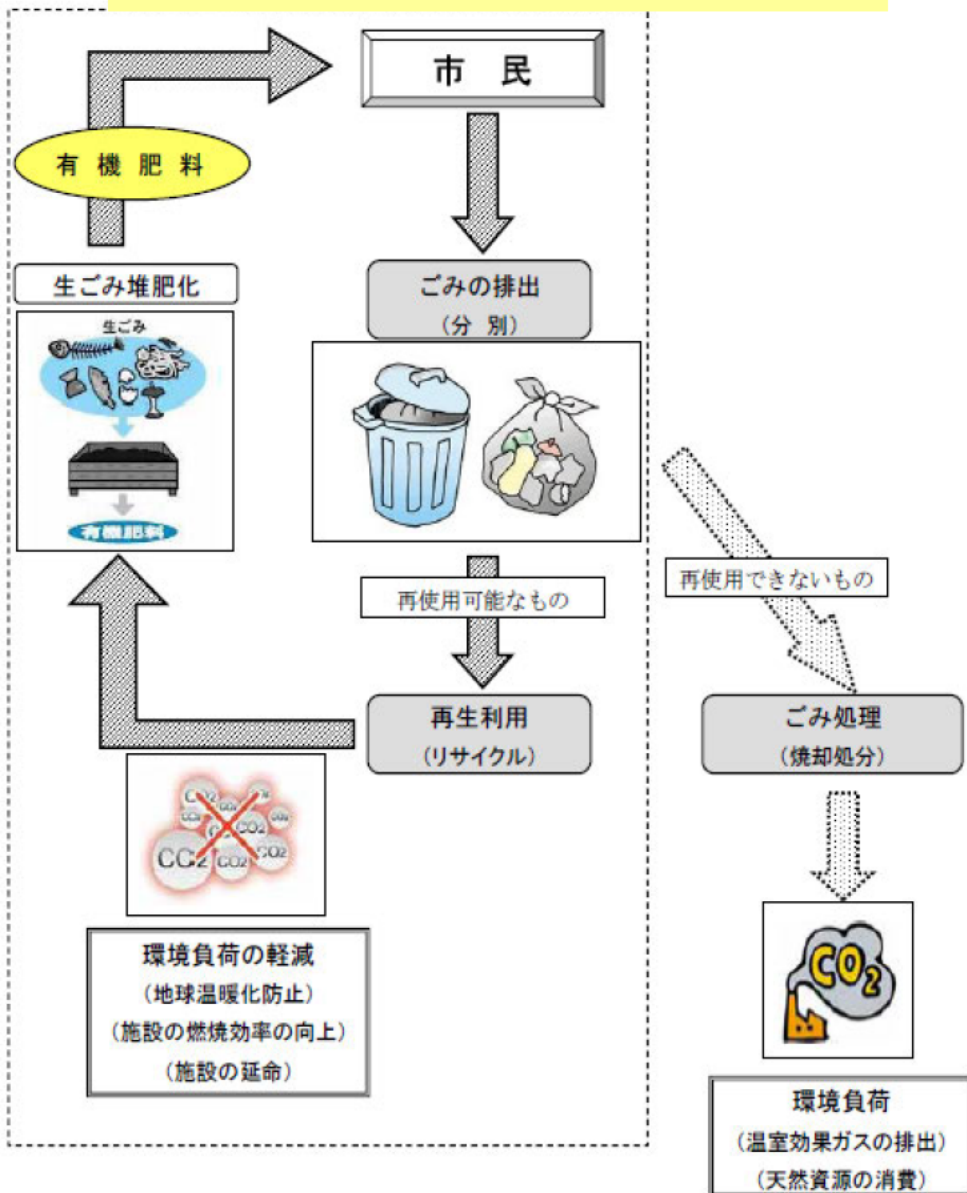 市 民
有 機 肥 料
生ごみ堆肥化
生ごみ
有機肥料
ごみの排出
(分 別)
再使用可能なもの
再使用できないもの
再生利用
(リサイクル)
ごみ処理
(焼却処分)
CO2
CO2
CO2
CO2
CO2
環境負荷の軽減
(地球温暖化防止)
(施設の燃焼効率の向上)
(施設の延命)
CO2
環境負荷
(温室効果ガスの排出)
(天然資源の消費)